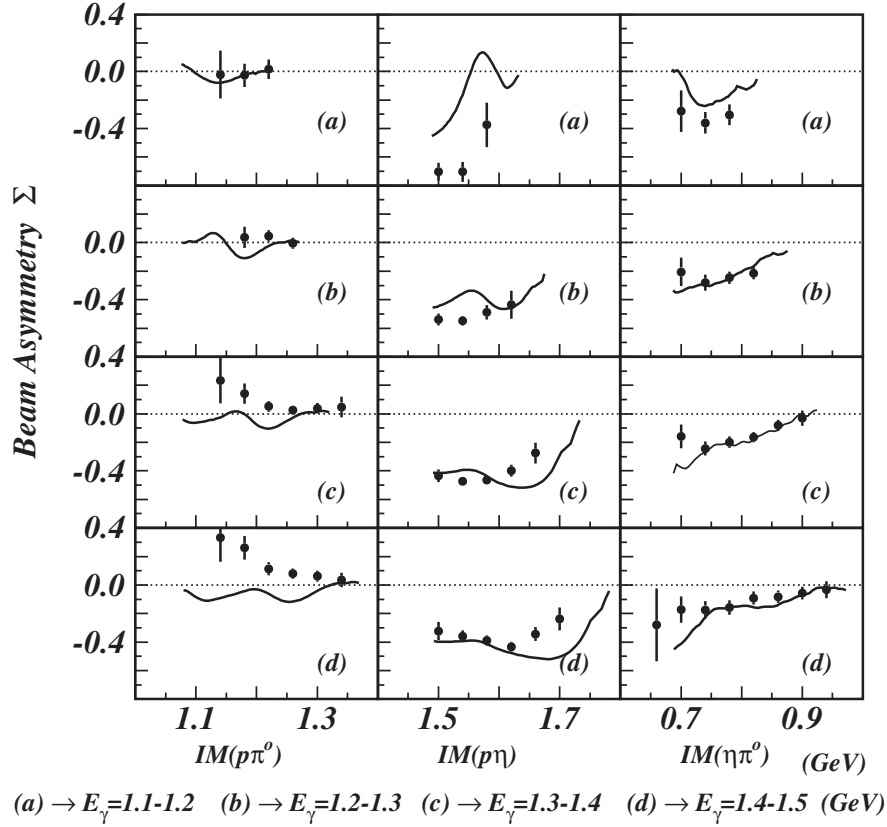 Beam Asymmetry Σ
0.4
0.0
-0.4
(a)
(a)
(a)
0.0
-0.4
(b)
(b)
(b)
0.4
0.0
-0.4
(c)
(c)
(c)
0.4
0.0
-0.4
(d)
(d)
(d)
1.1 1.3 1.5 1.7 0.7 0.9
IM(pπ⁰) IM(pη) IM(ηπ⁰) (GeV)
(a) → E_γ=1.1-1.2 (b) → E_γ=1.2-1.3 (c) → E_γ=1.3-1.4 (d) → E_γ=1.4-1.5 (GeV)